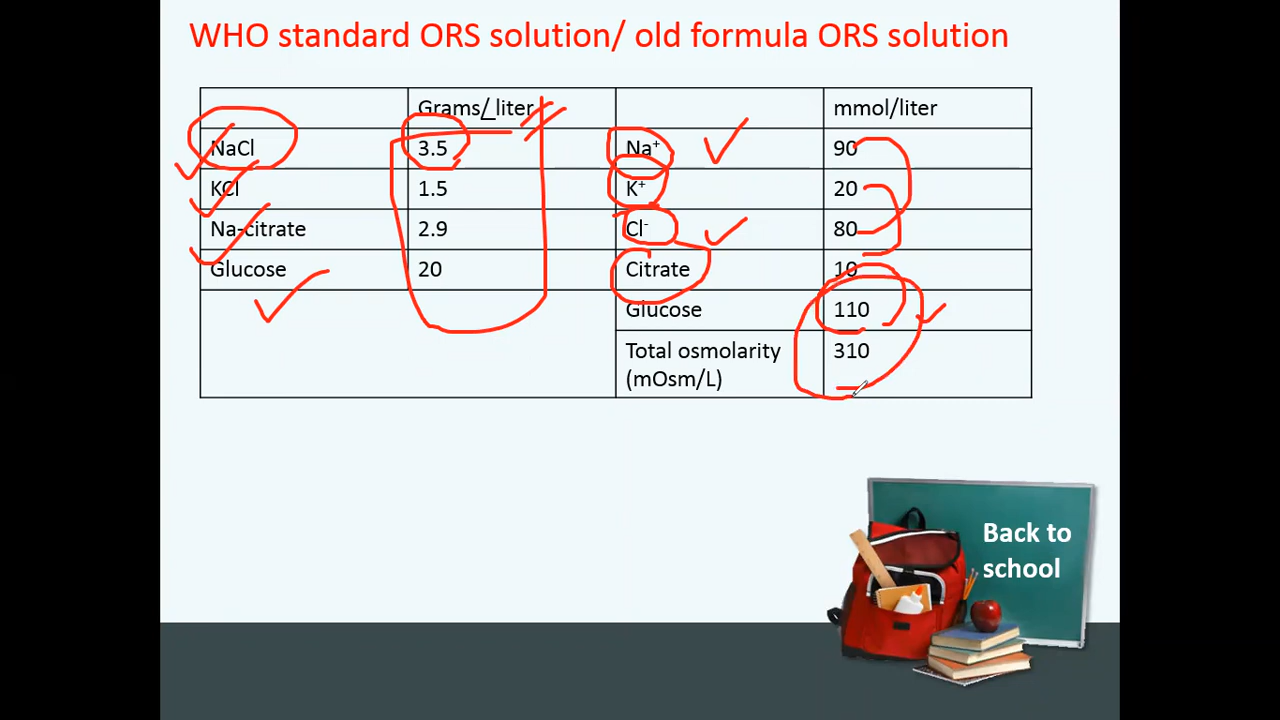 WHO standard ORS solution/ old formula ORS solution
Grams/ liter mmol/liter
NaCl 3.5 Na⁺ 90
KCl 1.5 K⁺ 20
Na-citrate 2.9 Cl⁻ 80
Glucose 20 Citrate 10
Glucose 110
Total osmolarity 310
(mOsm/L)
Back to
school